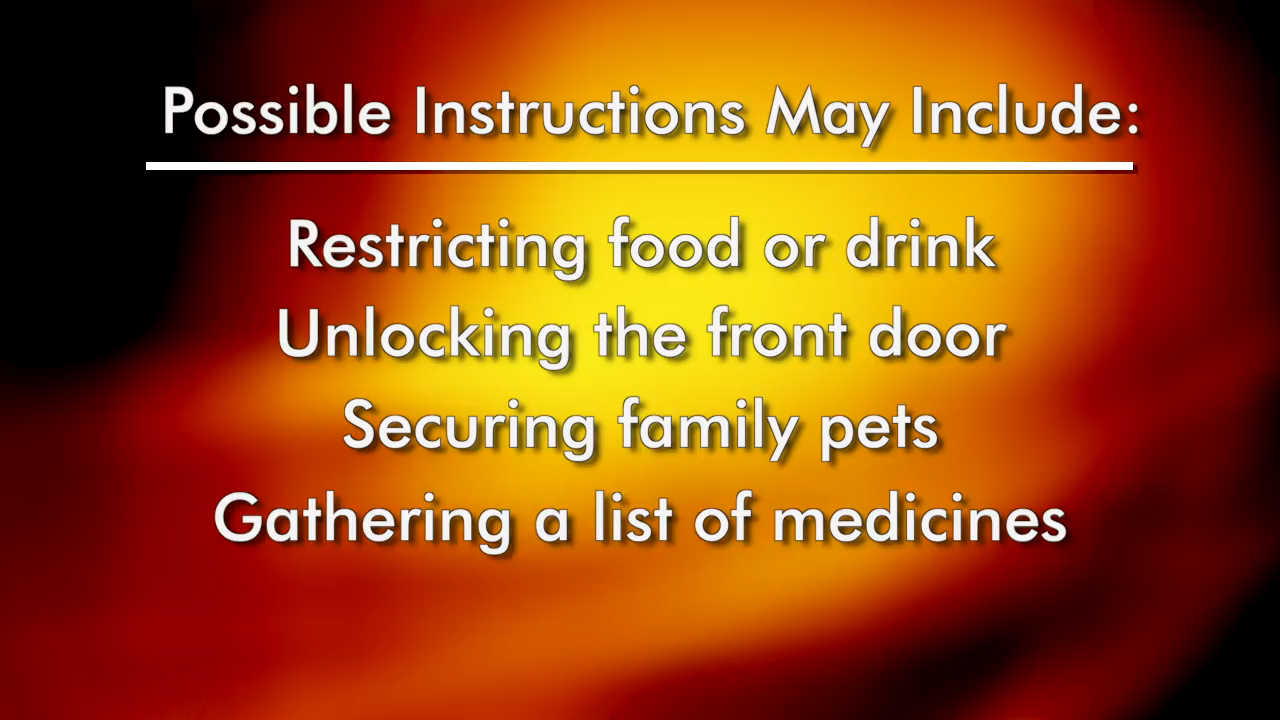 Possible Instructions May Include:
Restricting food or drink
Unlocking the front door
Securing family pets
Gathering a list of medicines